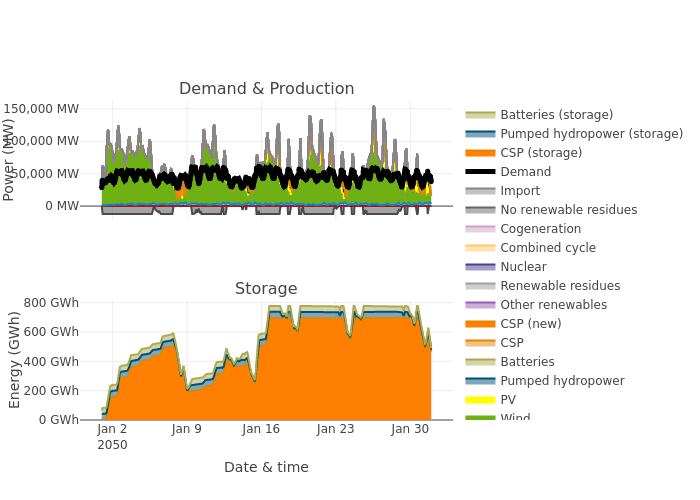 Demand & Production
150,000 MW
100,000 MW
50,000 MW
0 MW
Power (MW)
Storage
800 GWh
600 GWh
400 GWh
200 GWh
0 GWh
Energy (GWh)
Jan 2
2050
Jan 9
Jan 16
Jan 23
Jan 30
Date & time
Batteries (storage)
Pumped hydropower (storage)
CSP (storage)
Demand
Import
No renewable residues
Cogeneration
Combined cycle
Nuclear
Renewable residues
Other renewables
CSP (new)
CSP
Batteries
Pumped hydropower
PV
Wind